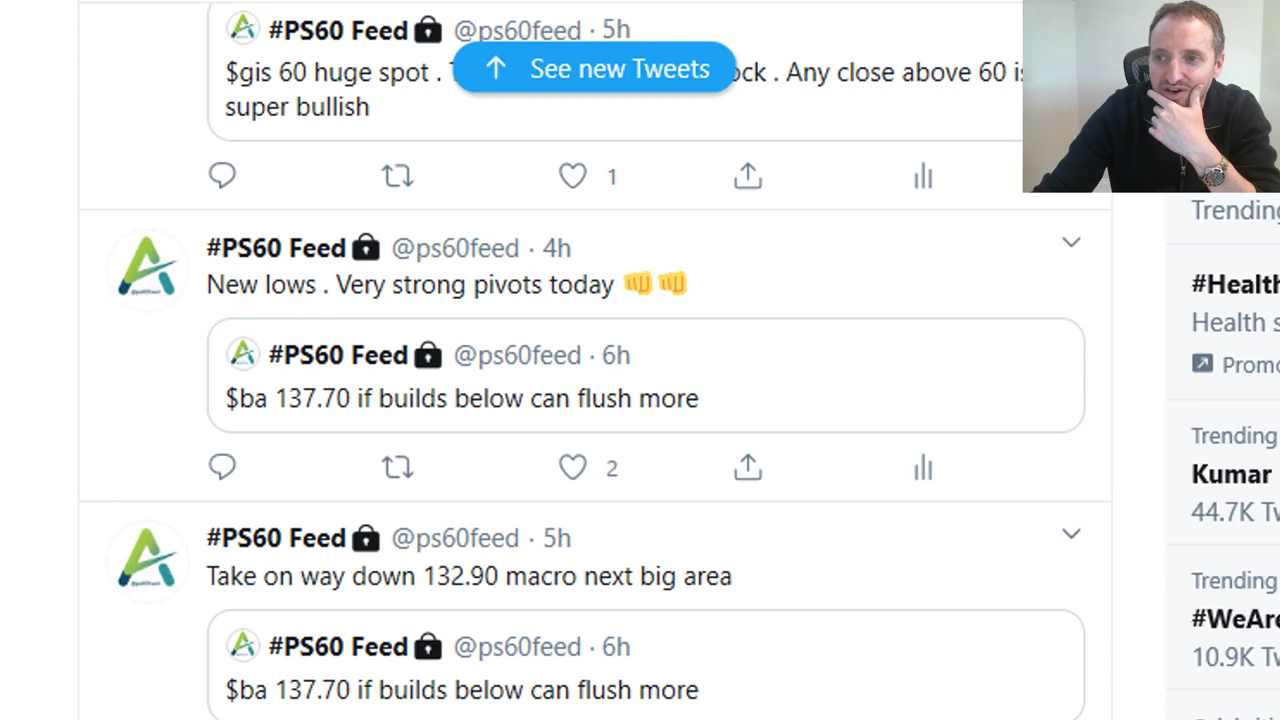 #PS60 Feed @ps60feed · 5h
↑ See new Tweets
$gis 60 huge spot . ock . Any close above 60
super bullish
1
#PS60 Feed @ps60feed · 4h
New lows . Very strong pivots today 👊👊
#PS60 Feed @ps60feed · 6h
$ba 137.70 if builds below can flush more
2
#PS60 Feed @ps60feed · 5h
Take on way down 132.90 macro next big area
#PS60 Feed @ps60feed · 6h
$ba 137.70 if builds below can flush more
Trending
#Health
Health s
Promo
Trending
Kumar
44.7K Tw
Trending
#WeAre
10.9K Tw